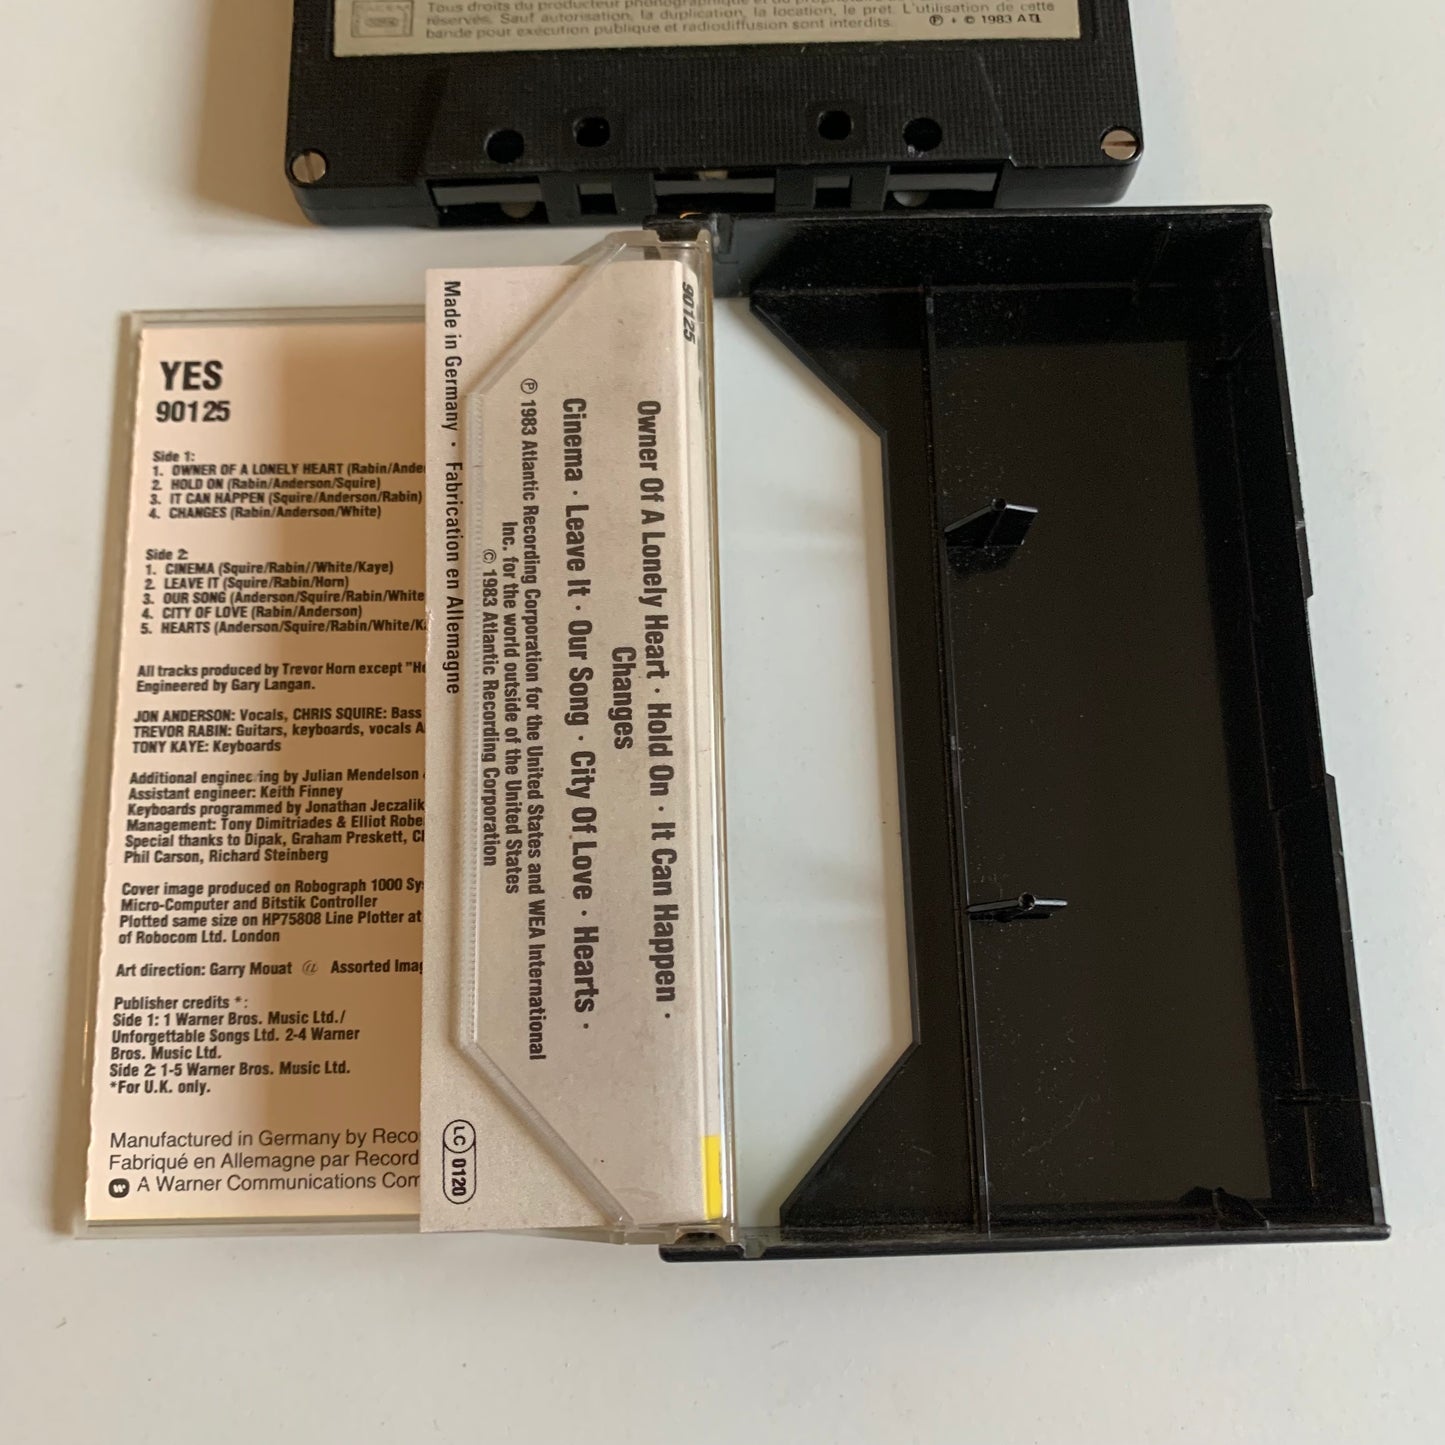 SACEM
Tous droits du producteur phonographique et du propriétaire
réservés. Sauf autorisation, la duplication, la location, le prêt. L'utilisation de cette
bande pour exécution publique et radiodiffusion sont interdits.
℗ + © 1983 A
YES
90125
Side 1:
1. OWNER OF A LONELY HEART (Rabin/Ande
2. HOLD ON (Rabin/Anderson/Squire)
3. IT CAN HAPPEN (Squire/Anderson/Rabin)
4. CHANGES (Rabin/Anderson/White)
Side 2:
1. CINEMA (Squire/Rabin//White/Kaye)
2. LEAVE IT (Squire/Rabin/Horn)
3. OUR SONG (Anderson/Squire/Rabin/White
4. CITY OF LOVE (Rabin/Anderson)
5. HEARTS (Anderson/Squire/Rabin/White/K
All tracks produced by Trevor Horn except "He
Engineered by Gary Langan.
JON ANDERSON: Vocals, CHRIS SQUIRE: Bass
TREVOR RABIN: Guitars, keyboards, vocals A
TONY KAYE: Keyboards
Additional engineering by Julian Mendelson
Assistant engineer: Keith Finney
Keyboards programmed by Jonathan Jeczalik
Management: Tony Dimitriades & Elliot Robe
Special thanks to Dipak, Graham Preskett, Cl
Phil Carson, Richard Steinberg
Cover image produced on Robograph 1000 Sy
Micro-Computer and Bitstik Controller
Plotted same size on HP75808 Line Plotter at
of Robocom Ltd. London
Art direction: Garry Mouat @ Assorted Imag
Publisher credits *:
Side 1: 1 Warner Bros. Music Ltd./
Unforgettable Songs Ltd. 2-4 Warner
Bros. Music Ltd.
Side 2: 1-5 Warner Bros. Music Ltd.
*For U.K. only.
Manufactured in Germany by Reco
Fabriqué en Allemagne par Record
A Warner Communications Com
90125
Owner Of A Lonely Heart · Hold On · It Can Happen ·
Changes
Cinema · Leave It · Our Song · City Of Love · Hearts ·
℗ 1983 Atlantic Recording Corporation for the United States and WEA International
Inc. for the world outside of the United States
© 1983 Atlantic Recording Corporation
Made in Germany · Fabrication en Allemagne
LC 0120